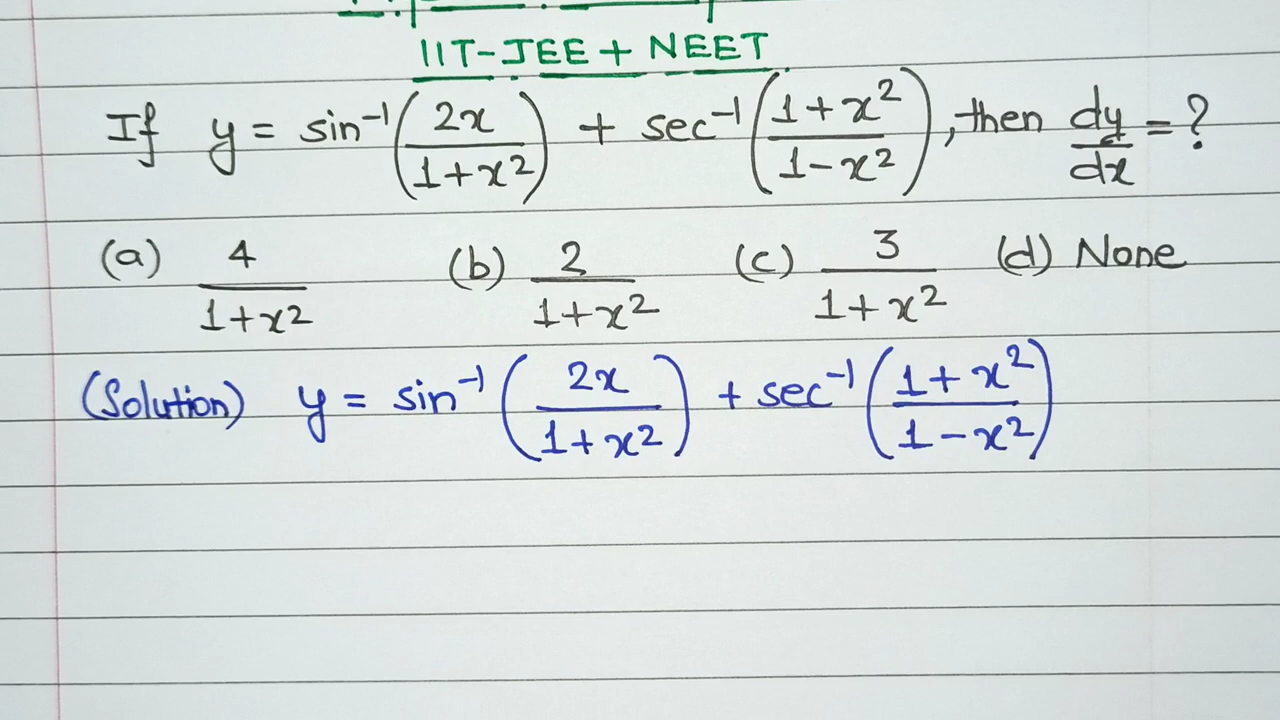 IIT-JEE + NEET
If y = sin⁻¹(2x/(1+x²)) + sec⁻¹((1+x²)/(1-x²)), then dy/dx = ?
(a) 4/(1+x²) (b) 2/(1+x²) (c) 3/(1+x²) (d) None
(Solution) y = sin⁻¹(2x/(1+x²)) + sec⁻¹((1+x²)/(1-x²))